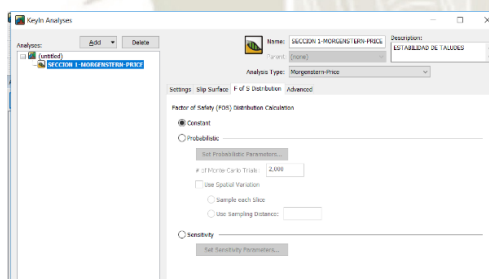 KeyIn Analyses
Analyses:
Add
Delete
(untitled)
SECCION 1-MORGENSTERN-PRICE
Name:
SECCION 1-MORGENSTERN-PRICE
Description:
ESTABILIDAD DE TALUDES
Parent:
(none)
Analysis Type:
Morgenstern-Price
Settings Slip Surface F of S Distribution Advanced
Factor of Safety (FOS) Distribution Calculation
Constant
Probabilistic
Set Probabilistic Parameters...
# of Monte Carlo Trials:
2,000
Use Spatial Variation
Sample each Slice
Use Sampling Distance:
Sensitivity
Set Sensitivity Parameters...